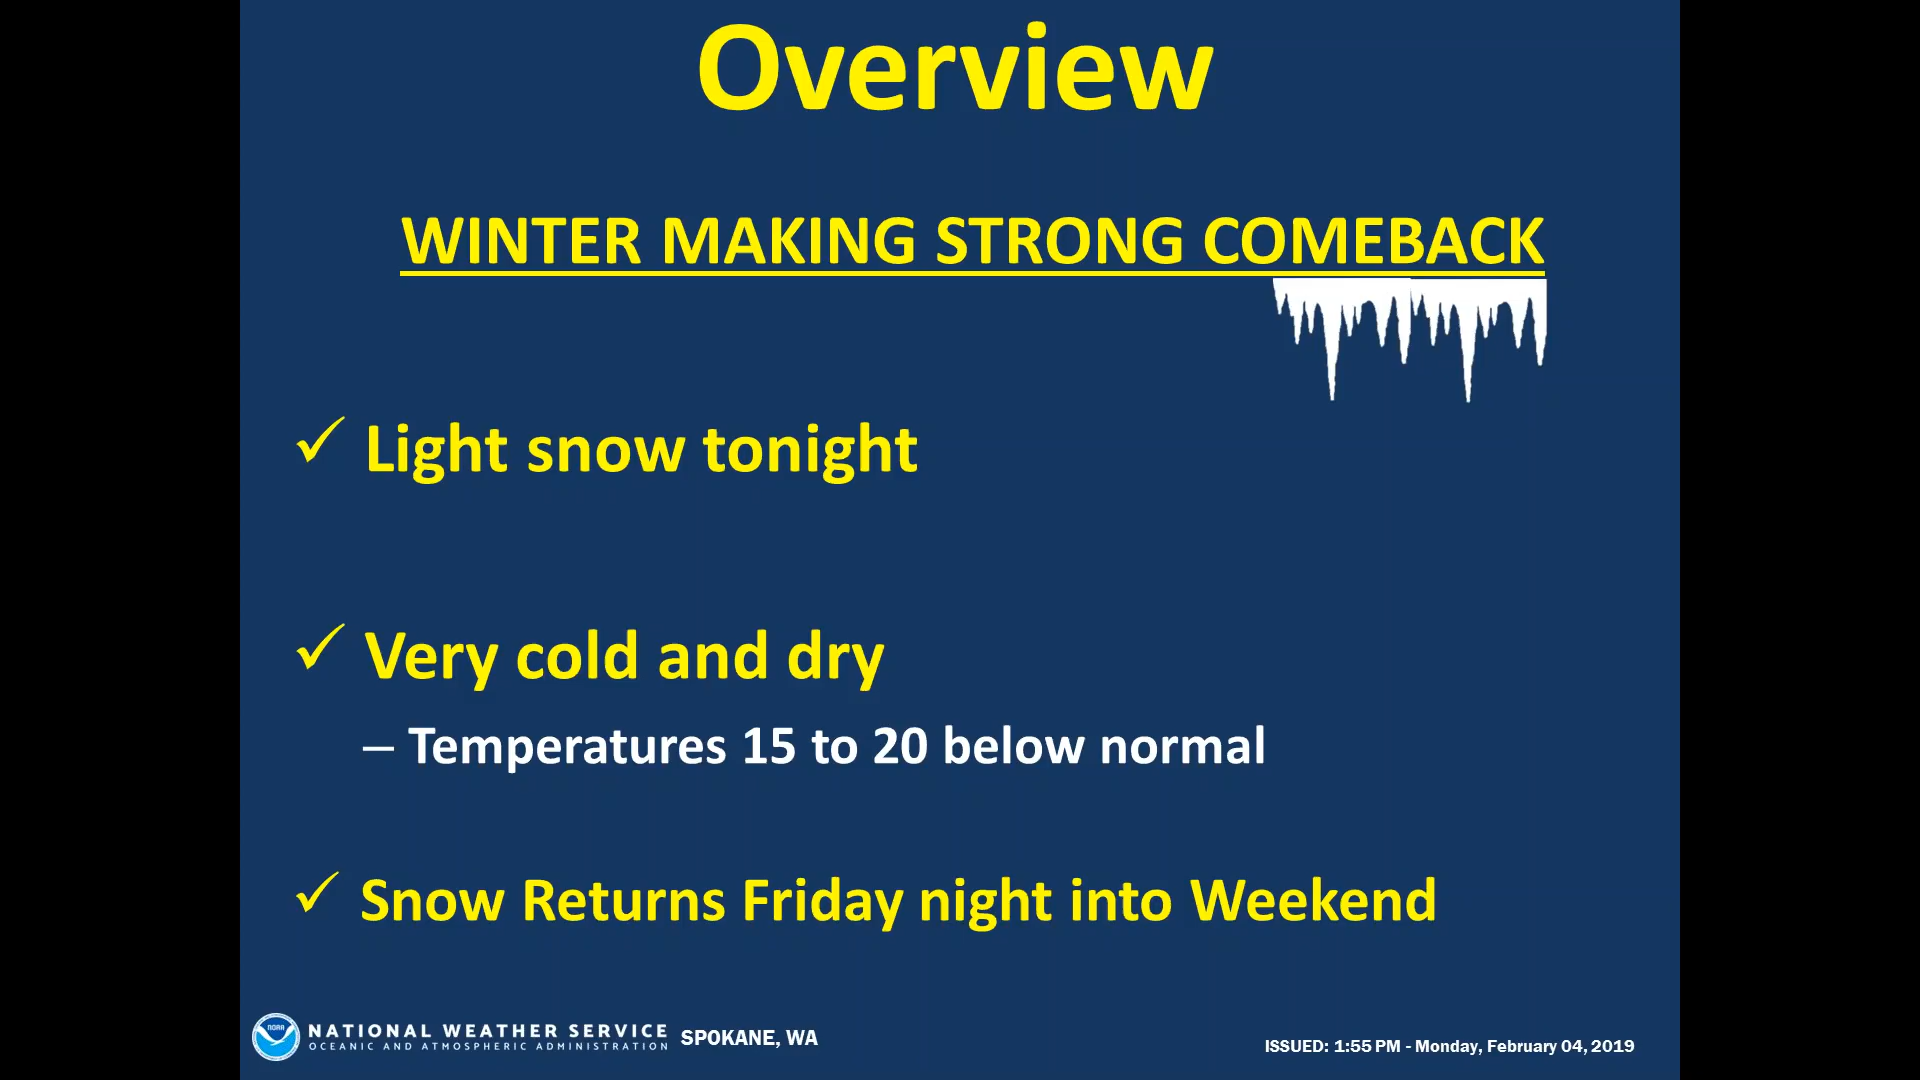 Overview
WINTER MAKING STRONG COMEBACK
✓ Light snow tonight
✓ Very cold and dry
– Temperatures 15 to 20 below normal
✓ Snow Returns Friday night into Weekend
NOAA
NATIONAL WEATHER SERVICE
OCEANIC AND ATMOSPHERIC ADMINISTRATION
SPOKANE, WA
ISSUED: 1:55 PM - Monday, February 04, 2019